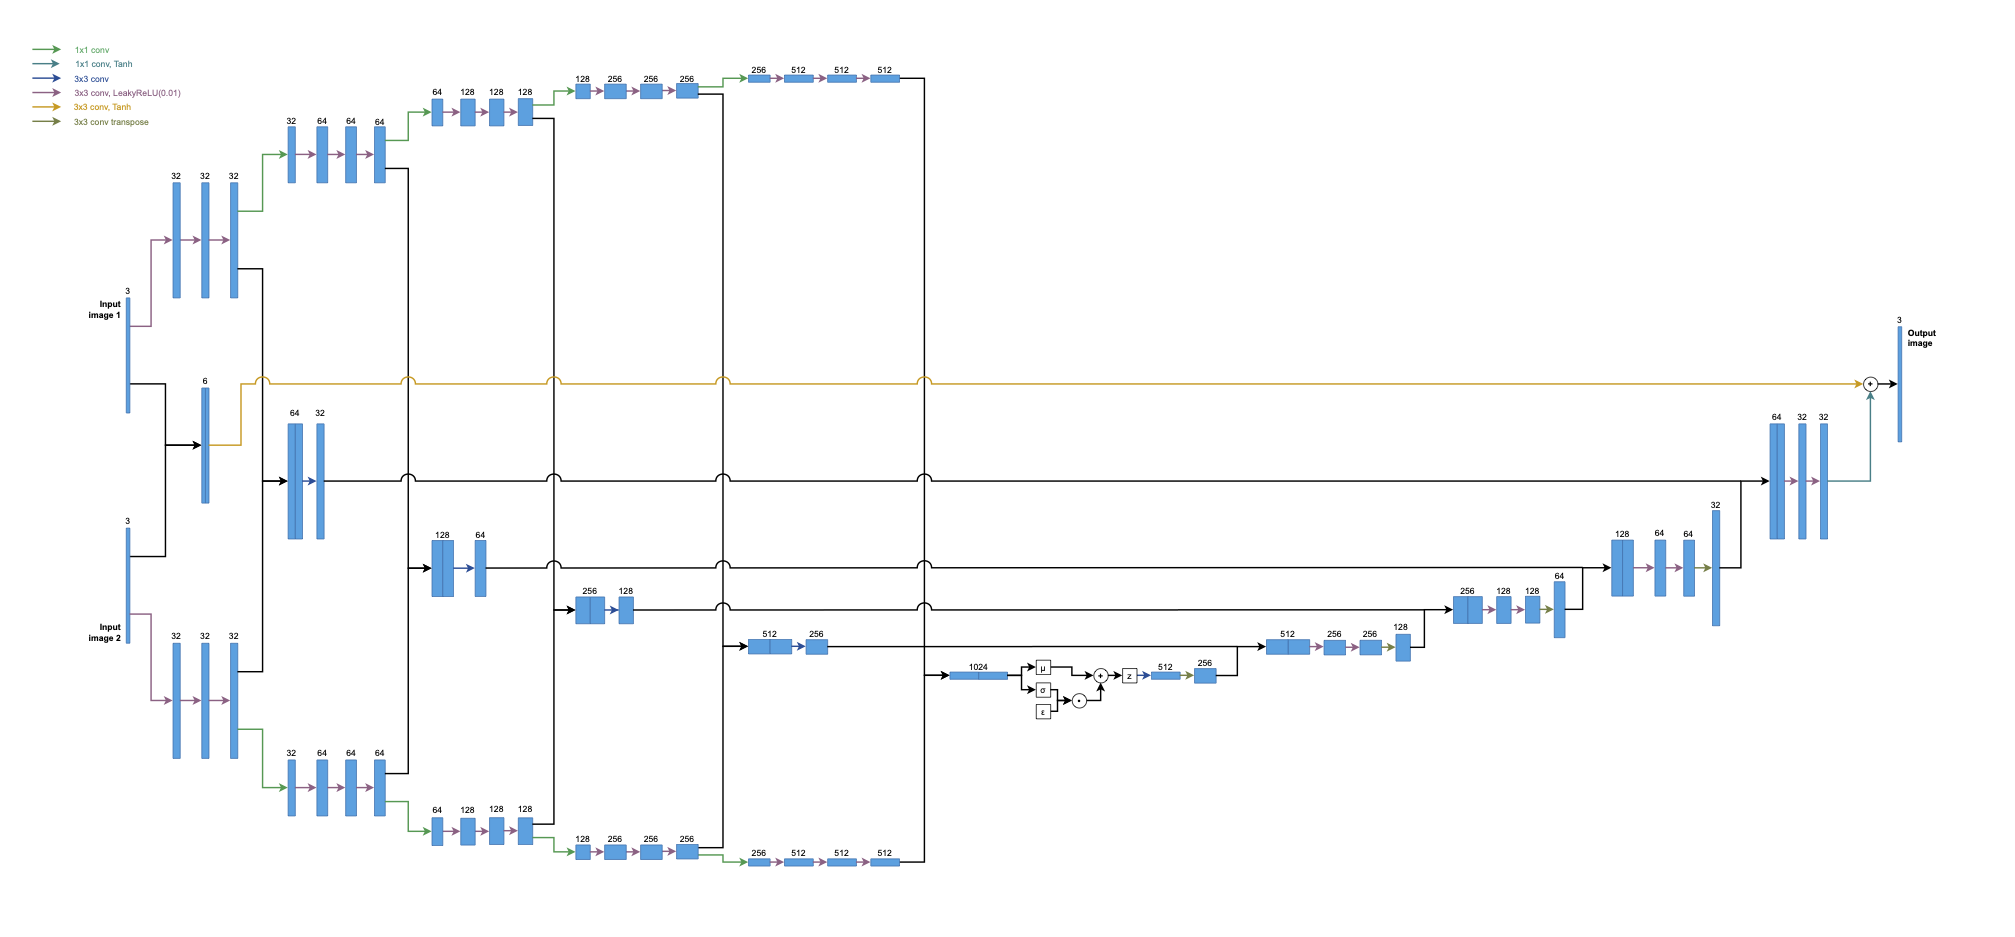 1x1 conv
1x1 conv, Tanh
3x3 conv
3x3 conv, LeakyReLU(0.01)
3x3 conv, Tanh
3x3 conv transpose
256 512 512 512
128 256 256 256
64 128 128 128
32 64 64 64
32 32 32
3
Input
image 1
3
Output
image
6
64 32
64 32 32
32
3
128 64
128 64 64
64
256 128
256 128 128
128
Input
image 2
32 32 32
512 256
512 256 256
1024
μ
+
z
512
256
σ
ε
·
+
32 64 64 64
64 128 128 128
128 256 256 256
256 512 512 512